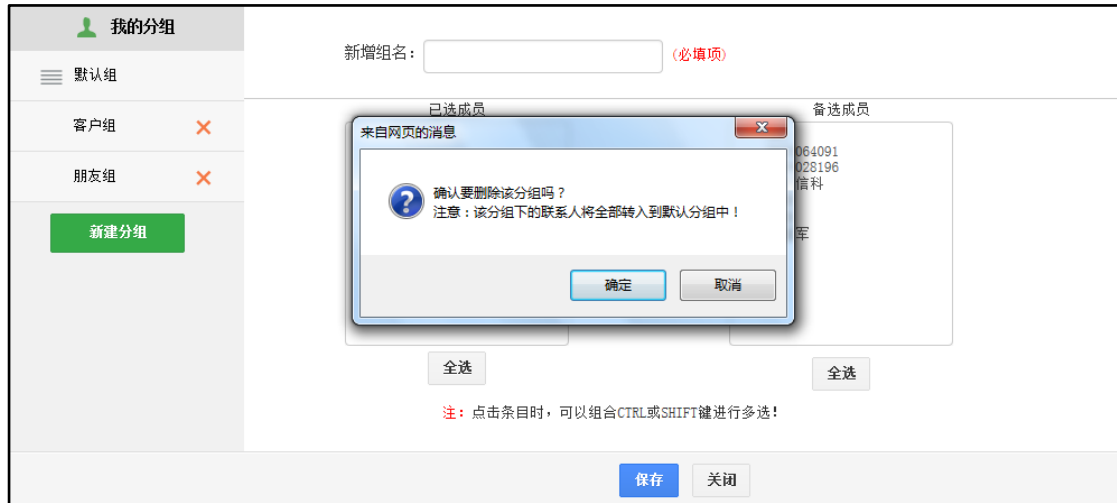 我的分组
默认组
客户组
朋友组
新建分组
新增组名：
(必填项)
已选成员
备选成员
064091
028196
信科
军
来自网页的消息
确认要删除该分组吗？
注意：该分组下的联系人将全部转入到默认分组中！
确定
取消
全选
全选
注：点击条目时，可以组合CTRL或SHIFT键进行多选!
保存
关闭